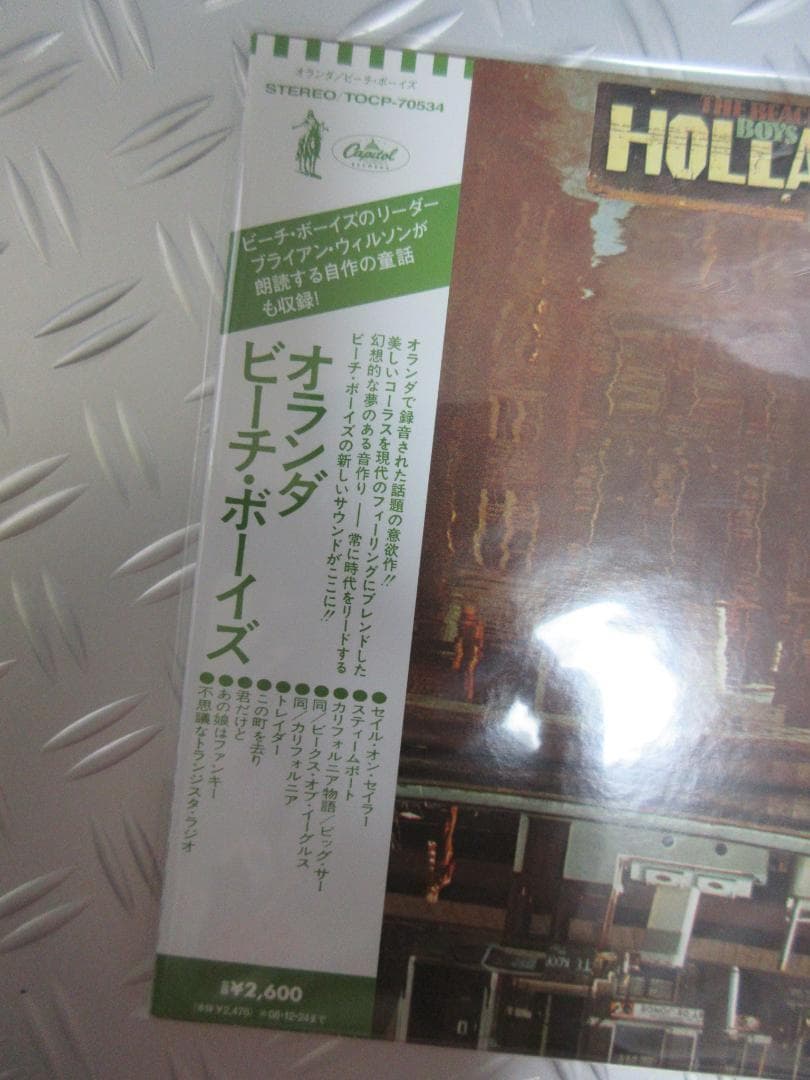 オランダ/ビーチ・ボーイズ
STEREO/TOCP-70534
Capitol
RECORDS
ビーチ・ボーイズのリーダー
ブライアン・ウィルソンが
朗読する自作の童話
も収録!
オランダで録音された話題の意欲作!!
美しいコーラスを現代のフィーリングにブレンドした
幻想的な夢のある音作り — 常に時代をリードする
ビーチ・ボーイズの新しいサウンドがここに!!
オランダ
ビーチ・ボーイズ
●セイル・オン・セイラー
●スティームボート
●カリフォルニア物語/ビッグ・サー
●同/ビークス・オブ・イーグルス
●同/カリフォルニア
●トレイダー
●この町を去り
●君だけと
●あの娘はファンキー
●不思議なトランジスタ・ラジオ
¥2,600
THE BEAC
BOYS
HOLLA